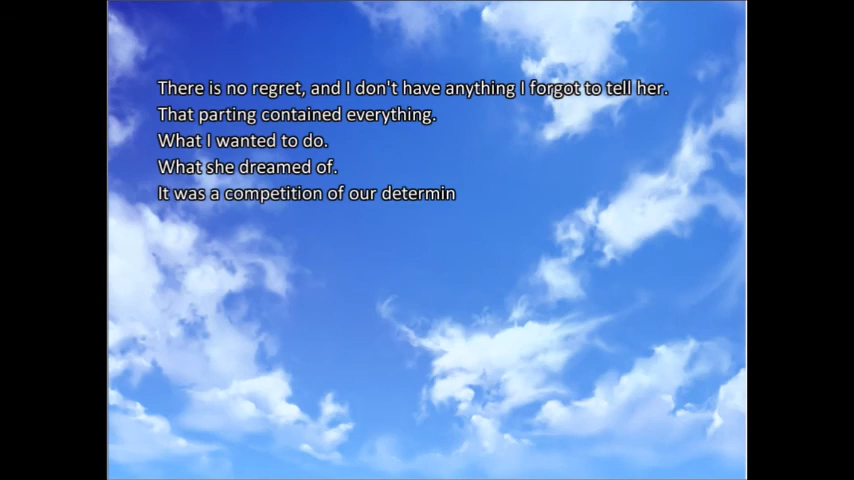 There is no regret, and I don't have anything I forgot to tell her.
That parting contained everything.
What I wanted to do.
What she dreamed of.
It was a competition of our determin